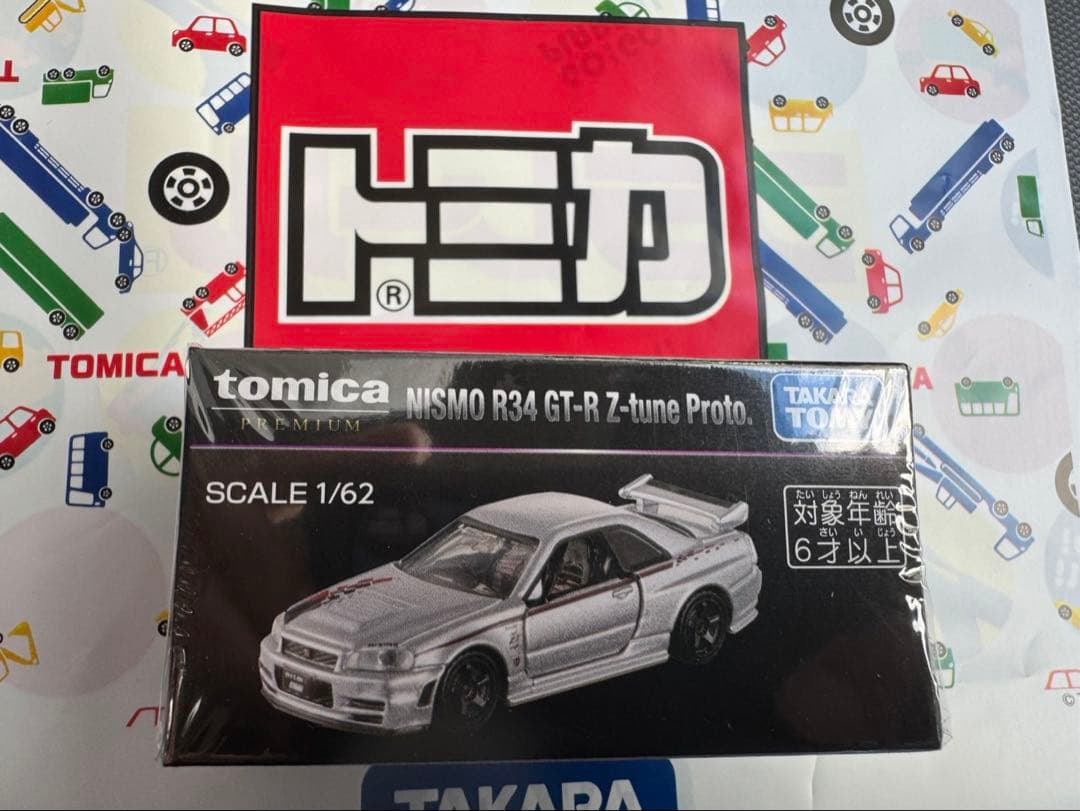 トミカ
®
TOMICA
tomica
PREMIUM
NISMO R34 GT-R Z-tune Proto.
TAKARA
TOMY
SCALE 1/62
たいしょうねんれい
対象年齢
さいいじょう
6才以上
TAKARA